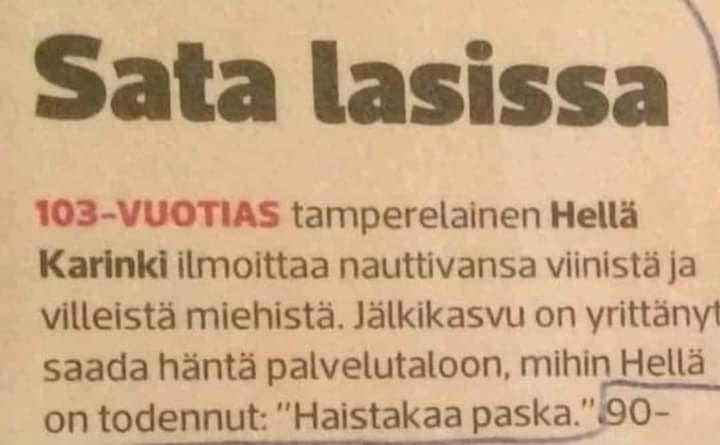 Sata lasissa
103-VUOTIAS tamperelainen Hellä
Karinki ilmoittaa nauttivansa viinistä ja
villeistä miehistä. Jälkikasvu on yrittänyt
saada häntä palvelutaloon, mihin Hellä
on todennut: ”Haistakaa paska.” 90-